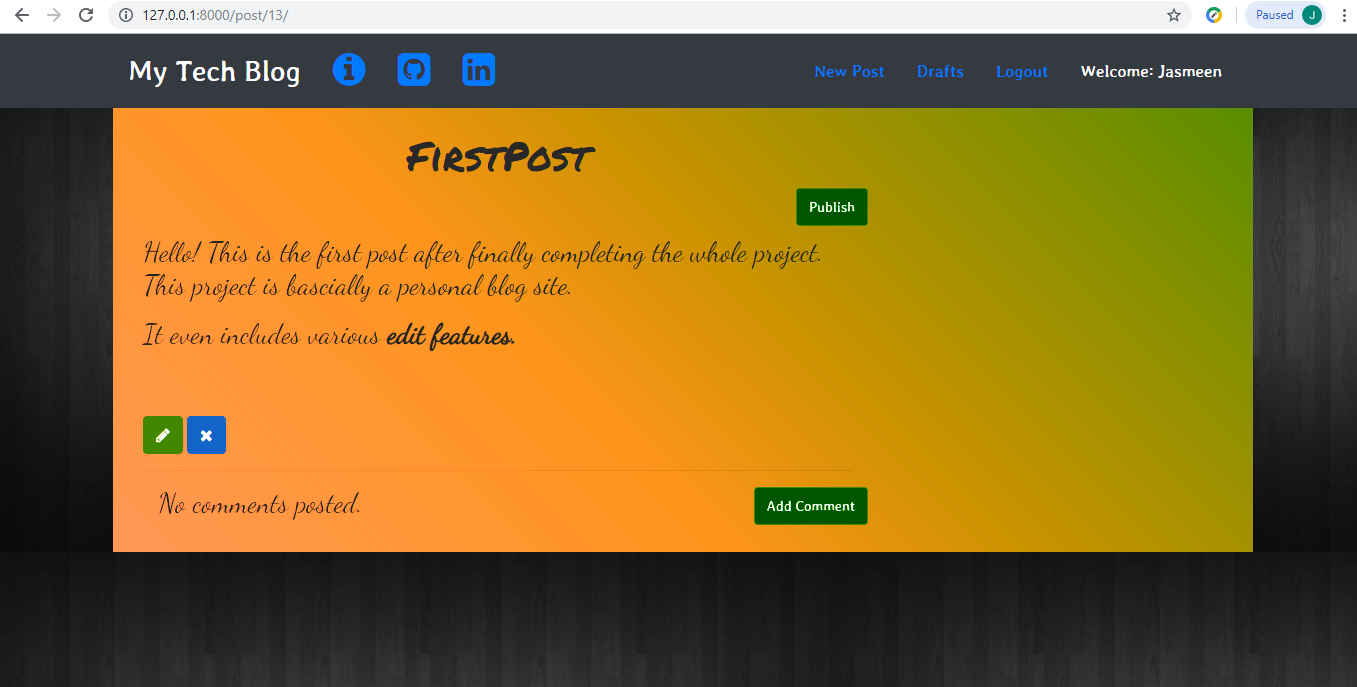 127.0.0.1:8000/post/13/
Paused J
My Tech Blog New Post Drafts Logout Welcome: Jasmeen
FirstPost
Publish
Hello! This is the first post after finally completing the whole project.
This project is bascially a personal blog site.
It even includes various edit features.
No comments posted.
Add Comment